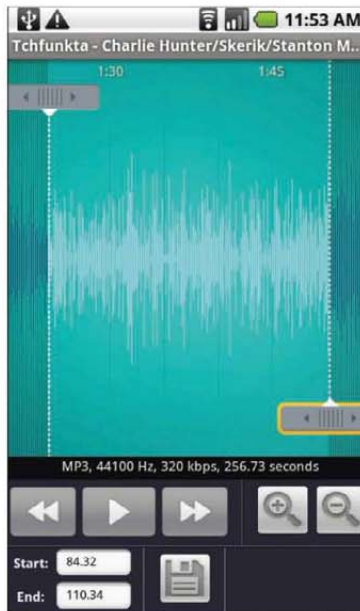 11:53 AM
Tchfunkta - Charlie Hunter/Skerik/Stanton M...
1:30 1:45
MP3, 44100 Hz, 320 kbps, 256.73 seconds
Start: 84.32
End: 110.34